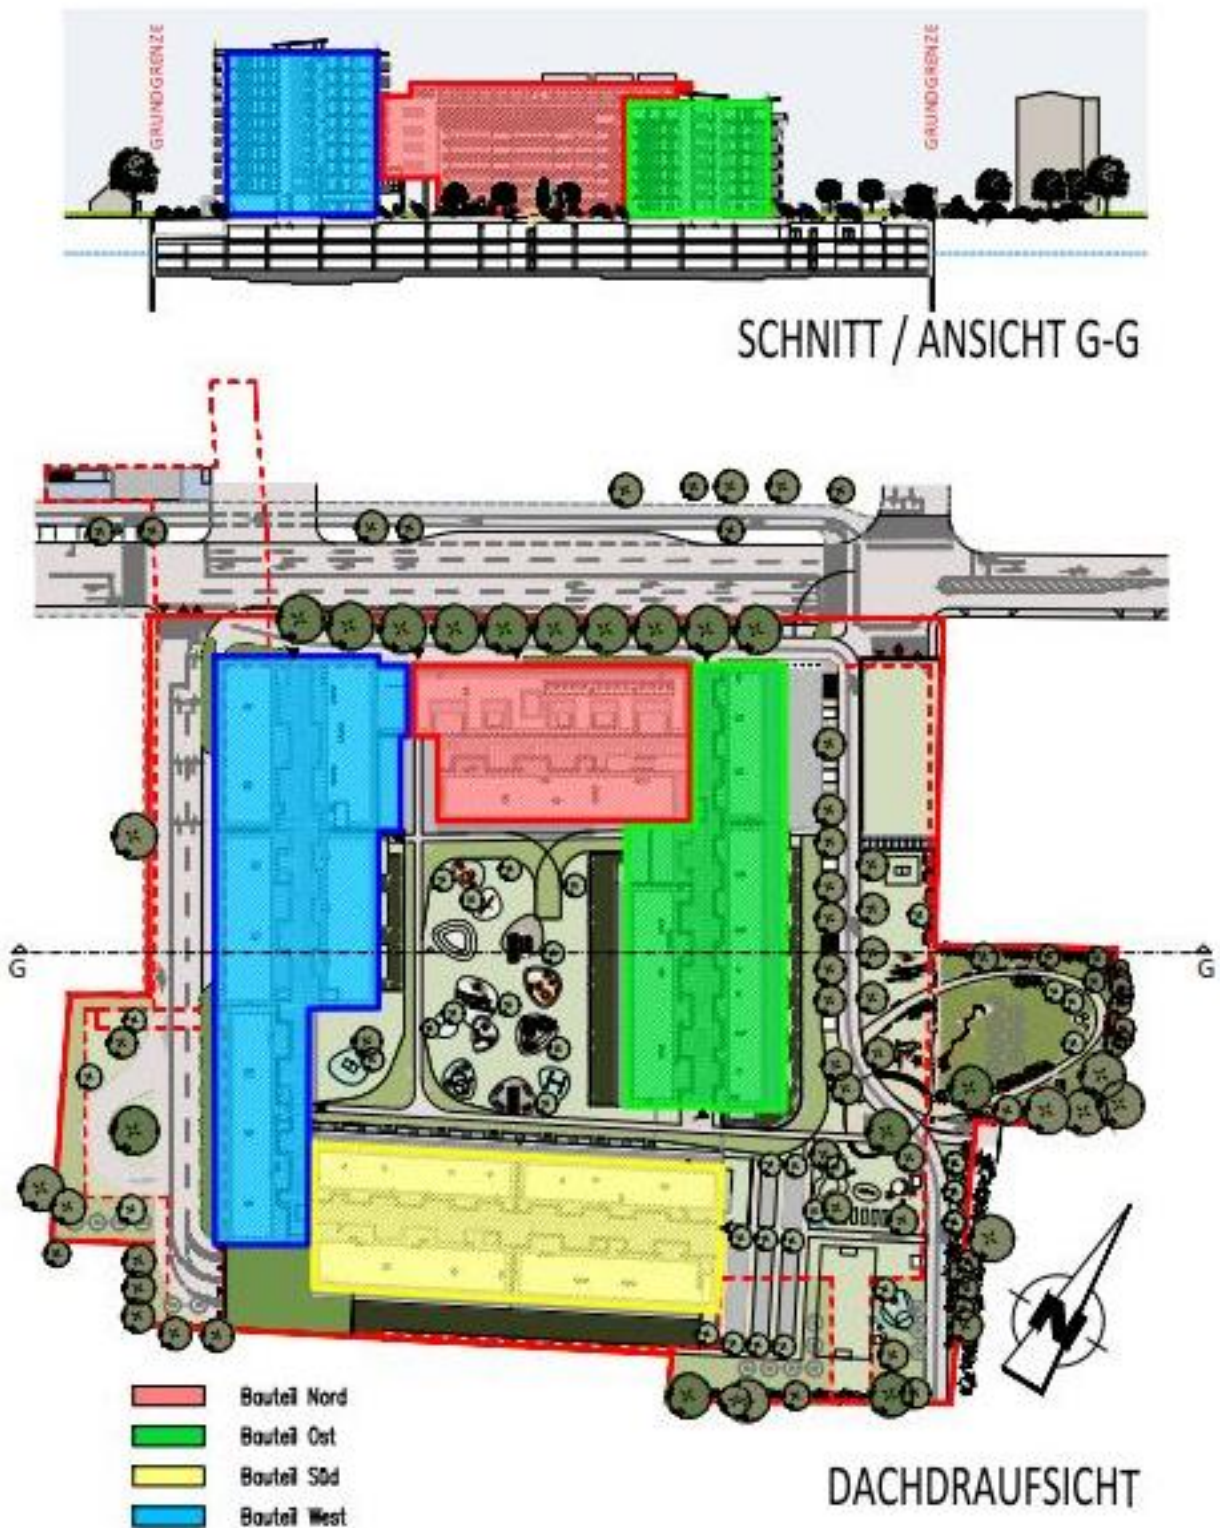 GRUNDGRENZE
GRUNDGRENZE
SCHNITT / ANSICHT G-G
G
G
N
Bauteil Nord
Bauteil Ost
Bauteil Süd
Bauteil West
DACHDRAUFSICHT